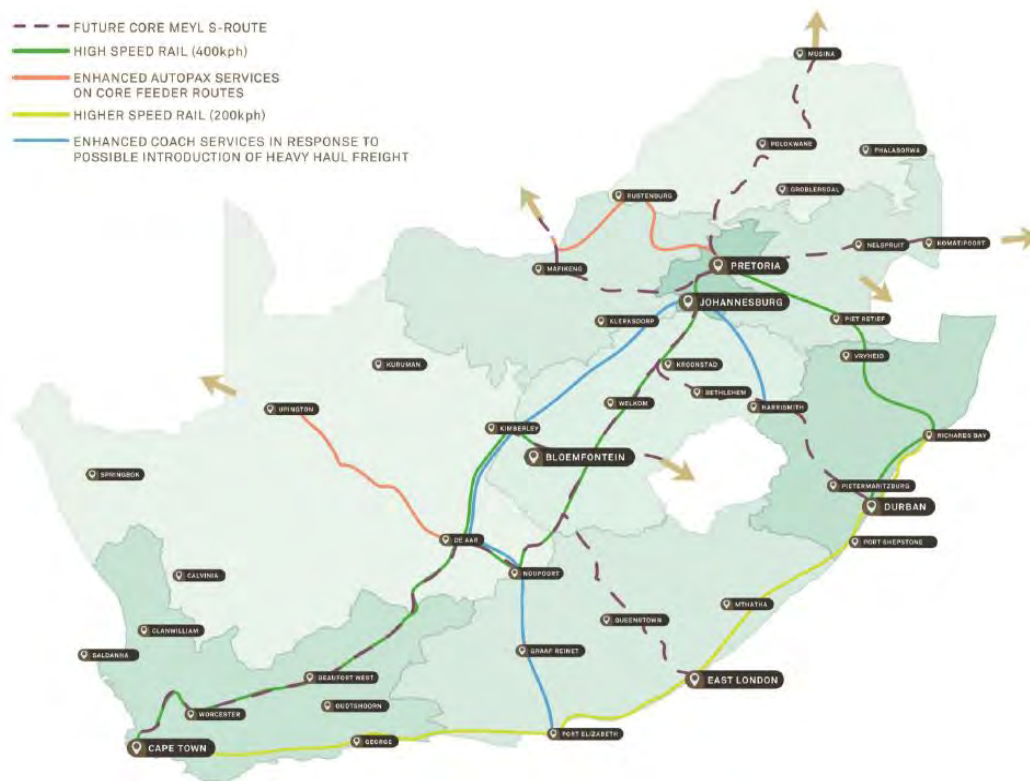 FUTURE CORE MEYL S-ROUTE
HIGH SPEED RAIL (400kph)
ENHANCED AUTOPAX SERVICES
ON CORE FEEDER ROUTES
HIGHER SPEED RAIL (200kph)
ENHANCED COACH SERVICES IN RESPONSE TO
POSSIBLE INTRODUCTION OF HEAVY HAUL FREIGHT
MUSINA
POLOKWANE
PHALABORWA
GROBLERSDAL
RUSTENBURG
NELSPRUIT
KOMATIPOORT
PRETORIA
MAFIKENG
JOHANNESBURG
KLERKSDORP
PIET RETIEF
VRYHEID
KURUMAN
KROONSTAD
BETHLEHEM
WELKOM
HARRISMITH
UPINGTON
KIMBERLEY
RICHARDS BAY
BLOEMFONTEIN
SPRINGBOK
PIETERMARITZBURG
DURBAN
DE AAR
PORT SHEPSTONE
NOUPOORT
CALVINIA
MTHATHA
QUEENSTOWN
CLANWILLIAM
GRAAF REINET
SALDANHA
BEAUFORT WEST
EAST LONDON
OUDTSHOORN
WORCESTER
PORT ELIZABETH
GEORGE
CAPE TOWN